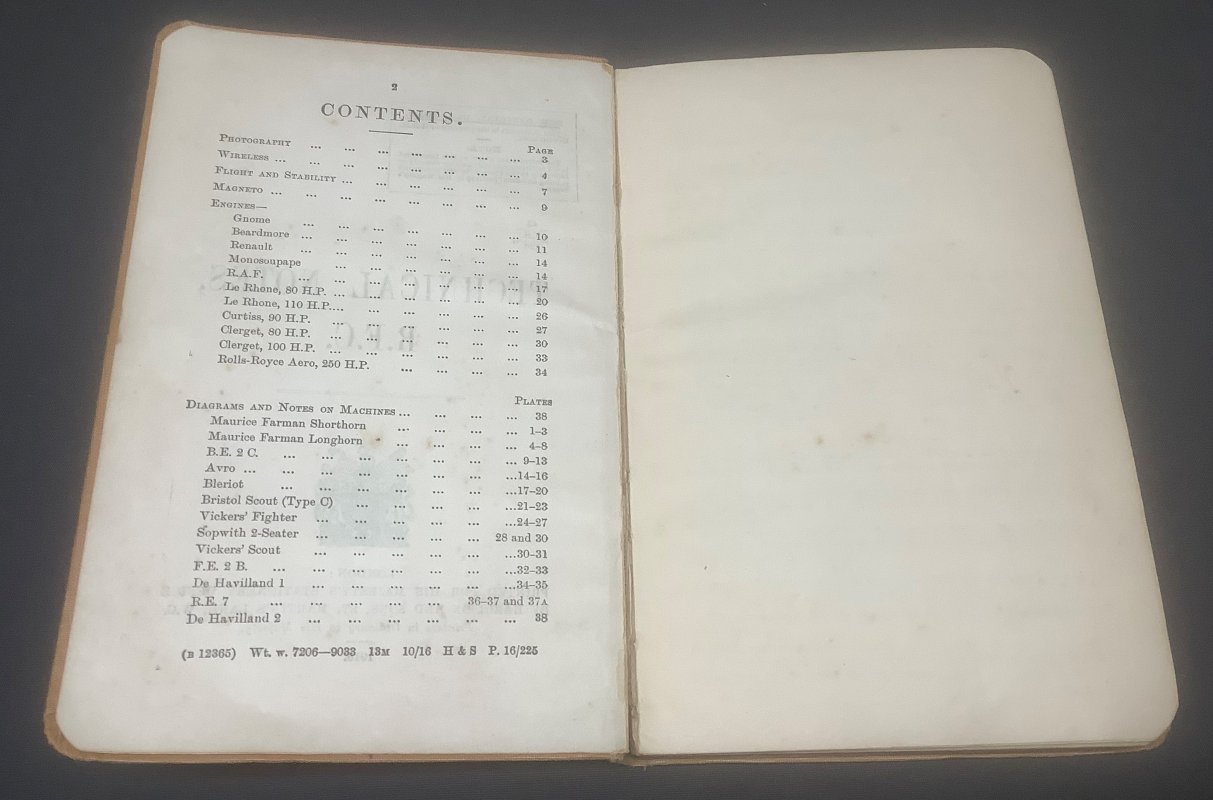 2
CONTENTS.
PAGE
PHOTOGRAPHY ... ... ... ... ... ... ... 3
WIRELESS ... ... ... ... ... ... ... ... 4
FLIGHT AND STABILITY ... ... ... ... ... ... 7
MAGNETO ... ... ... ... ... ... ... ... 9
ENGINES—
Gnome ... ... ... ... ... ... ... 10
Beardmore ... ... ... ... ... ... ... 11
Renault ... ... ... ... ... ... ... 14
Monosoupape ... ... ... ... ... ... 14
R.A.F. ... ... ... ... ... ... ... 17
Le Rhone, 80 H.P. ... ... ... ... ... ... 20
Le Rhone, 110 H.P.... ... ... ... ... ... 26
Curtiss, 90 H.P. ... ... ... ... ... ... 27
Clerget, 80 H.P. ... ... ... ... ... ... 30
Clerget, 100 H.P. ... ... ... ... ... ... 33
Rolls-Royce Aero, 250 H.P. ... ... ... ... 34
PLATES
DIAGRAMS AND NOTES ON MACHINES ... ... ... ... 38
Maurice Farman Shorthorn ... ... ... ... 1–3
Maurice Farman Longhorn ... ... ... ... 4–8
B.E. 2 C. ... ... ... ... ... ... ... 9–13
Avro ... ... ... ... ... ... ... ...14–16
Bleriot ... ... ... ... ... ... ...17–20
Bristol Scout (Type C) ... ... ... ... ...21–23
Vickers' Fighter ... ... ... ... ... ...24–27
Sopwith 2-Seater ... ... ... ... ... 28 and 30
Vickers' Scout ... ... ... ... ... ...30–31
F.E. 2 B. ... ... ... ... ... ... ...32–33
De Havilland 1 ... ... ... ... ... ...34–35
R.E. 7 ... ... ... ... ... 36–37 and 37A
De Havilland 2 ... ... ... ... ... ... 38
(B 12365) Wt. w. 7206—9033 13M 10/16 H & S P. 16/225